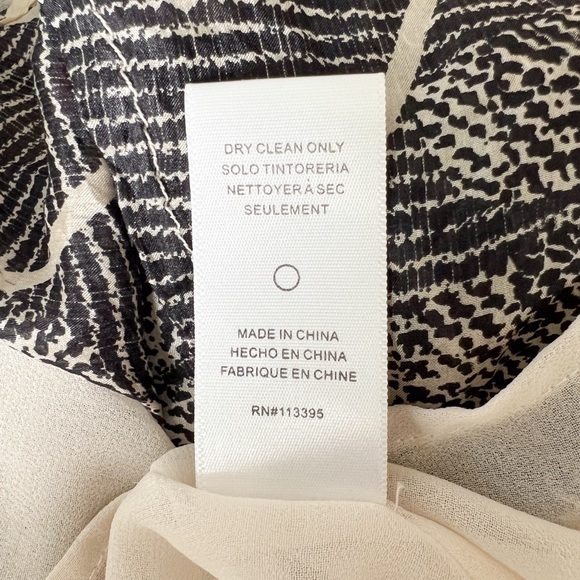 DRY CLEAN ONLY
SOLO TINTORERIA
NETTOYER À SEC
SEULEMENT
MADE IN CHINA
HECHO EN CHINA
FABRIQUE EN CHINE
RN#113395